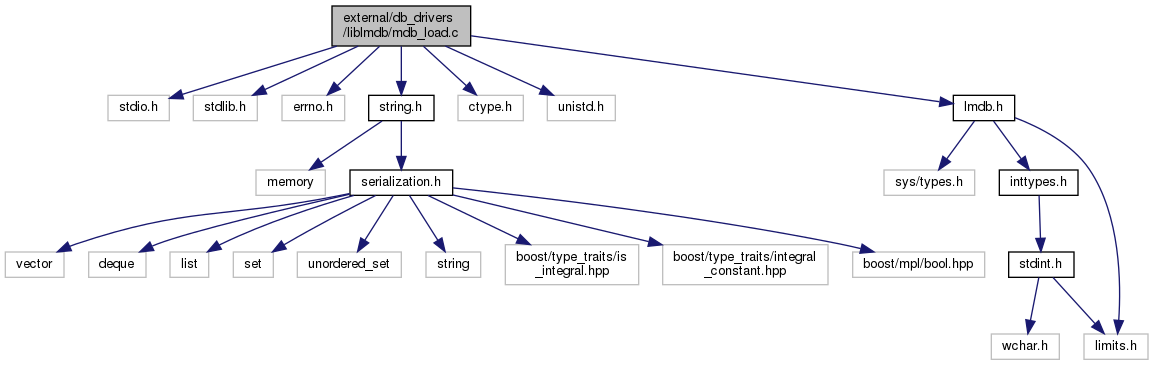 external/db_drivers
/liblmdb/mdb_load.c
stdio.h
stdlib.h
errno.h
string.h
ctype.h
unistd.h
lmdb.h
memory
serialization.h
sys/types.h
inttypes.h
vector
deque
list
set
unordered_set
string
boost/type_traits/is
_integral.hpp
boost/type_traits/integral
_constant.hpp
boost/mpl/bool.hpp
stdint.h
wchar.h
limits.h